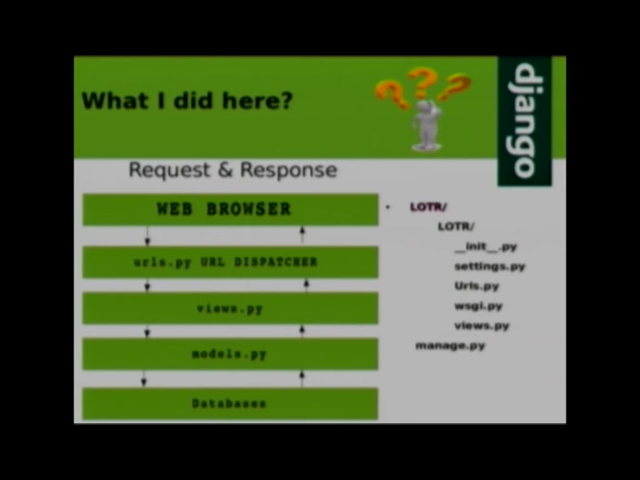 What I did here?
? ? ?
django
Request & Response
WEB BROWSER
urls.py URL DISPATCHER
views.py
models.py
Databases
• LOTR/
LOTR/
__init__.py
settings.py
Urls.py
wsgi.py
views.py
manage.py